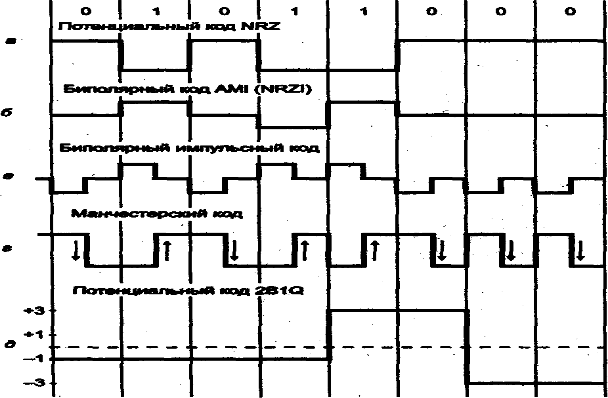 0 1 0 1 1 0 0 0
Потенциальный код NRZ
а
Биполярный код AMI (NRZI)
б
Биполярный импульсный код
в
Манчестерский код
г
Потенциальный код 2B1Q
+3
+1
д
–1
–3